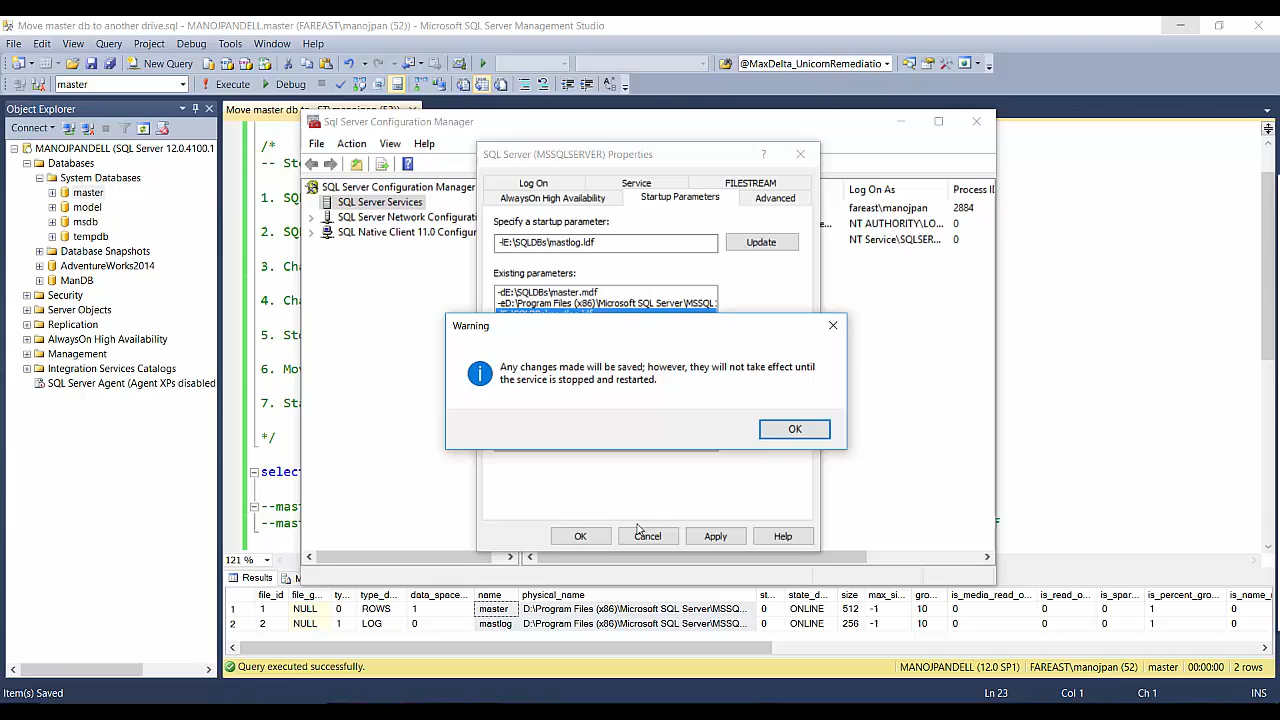 Move master db to another drive.sql - MANOJPANDELL.master (FAREAST\manojpan (52)) - Microsoft SQL Server Management Studio
File Edit View Query Project Debug Tools Window Help
New Query @MaxDelta_UnicornRemediatio
master Execute Debug
Object Explorer
Connect
MANOJPANDELL (SQL Server 12.0.4100.1
Databases
System Databases
master
model
msdb
tempdb
Database Snapshots
AdventureWorks2014
ManDB
Security
Server Objects
Replication
AlwaysOn High Availability
Management
Integration Services Catalogs
SQL Server Agent (Agent XPs disabled
Move master db to ...ST\manojpan (52))
/*
-- St
1. SQ
2. SQ
3. Cha
4. Cha
5. Sto
6. Mov
7. Sta
*/
select
--mast
--mast
121 %
Sql Server Configuration Manager
File Action View Help
SQL Server Configuration Manager
SQL Server Services
SQL Server Network Configurati
SQL Native Client 11.0 Configur
Log On As Process ID
fareast\manojpan 2884
NT AUTHORITY\LO... 0
NT Service\SQLSER... 0
SQL Server (MSSQLSERVER) Properties
Log On Service FILESTREAM
AlwaysOn High Availability Startup Parameters Advanced
Specify a startup parameter:
-lE:\SQLDBs\mastlog.ldf Update
Existing parameters:
-dE:\SQLDBs\master.mdf
-eD:\Program Files (x86)\Microsoft SQL Server\MSSQL
Warning
Any changes made will be saved; however, they will not take effect until
the service is stopped and restarted.
OK
OK Cancel Apply Help
Results
file_id file_g... type type_d... data_space... name physical_name st... state_d... size max_si... gro... is_media_read_o... is_read_o... is_spar... is_percent_gro... is_name_
1 1 NULL 0 ROWS 1 master D:\Program Files (x86)\Microsoft SQL Server\MSSQ... 0 ONLINE 512 -1 10 0 0 0 1 0
2 2 NULL 1 LOG 0 mastlog D:\Program Files (x86)\Microsoft SQL Server\MSSQ... 0 ONLINE 256 -1 10 0 0 0 1 0
Query executed successfully. MANOJPANDELL (12.0 SP1) FAREAST\manojpan (52) master 00:00:00 2 rows
Item(s) Saved Ln 23 Col 1 Ch 1 INS